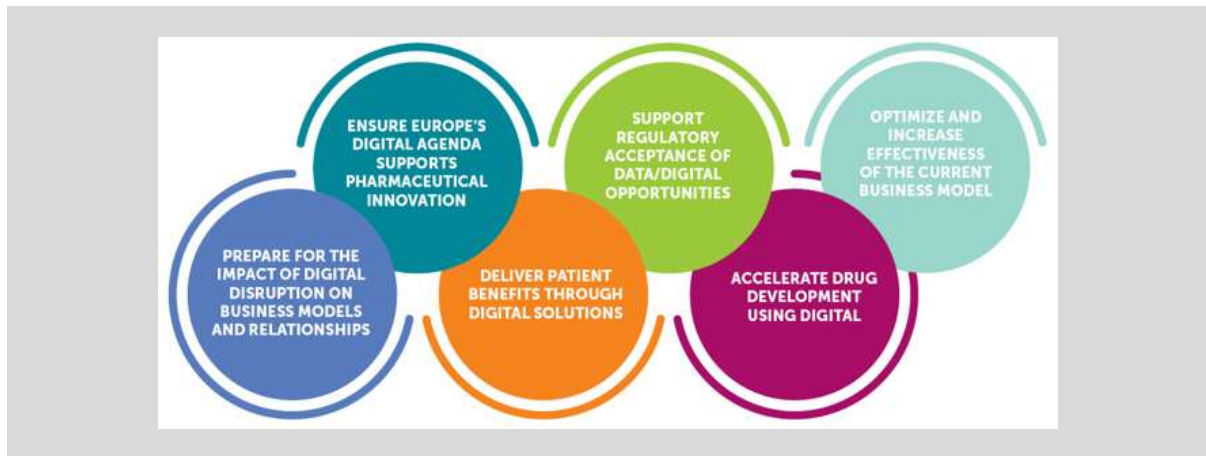 PREPARE FOR THE
IMPACT OF DIGITAL
DISRUPTION ON
BUSINESS MODELS
AND RELATIONSHIPS
ENSURE EUROPE'S
DIGITAL AGENDA
SUPPORTS
PHARMACEUTICAL
INNOVATION
DELIVER PATIENT
BENEFITS THROUGH
DIGITAL SOLUTIONS
SUPPORT
REGULATORY
ACCEPTANCE OF
DATA/DIGITAL
OPPORTUNITIES
ACCELERATE DRUG
DEVELOPMENT
USING DIGITAL
OPTIMIZE AND
INCREASE
EFFECTIVENESS
OF THE CURRENT
BUSINESS MODEL